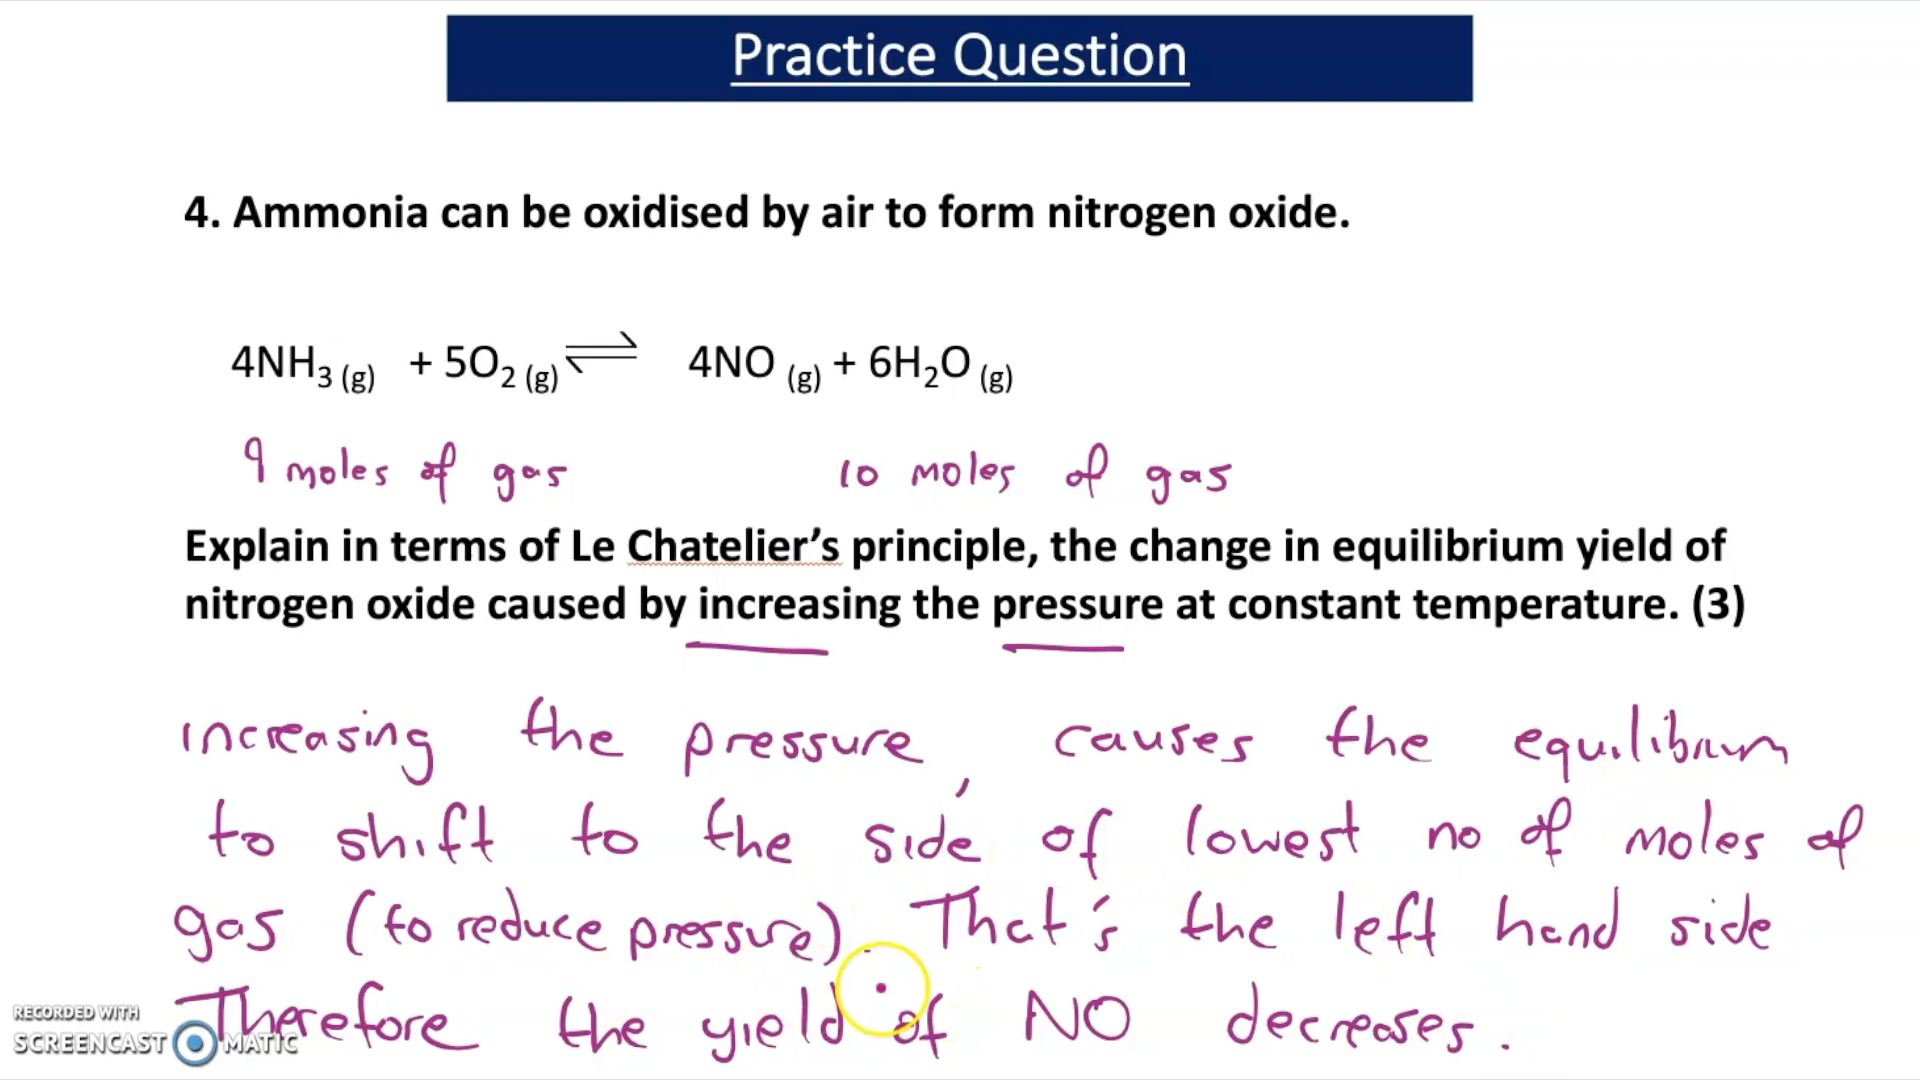 Practice Question
4. Ammonia can be oxidised by air to form nitrogen oxide.
4NH₃ (g) + 5O₂ (g) ⇌ 4NO (g) + 6H₂O (g)
9 moles of gas 10 moles of gas
Explain in terms of Le Chatelier’s principle, the change in equilibrium yield of
nitrogen oxide caused by increasing the pressure at constant temperature. (3)
increasing the pressure, causes the equilibrium
to shift to the side of lowest no of moles of
gas (to reduce pressure). That's the left hand side
Therefore the yield of NO decreases.
RECORDED WITH
SCREENCAST MATIC